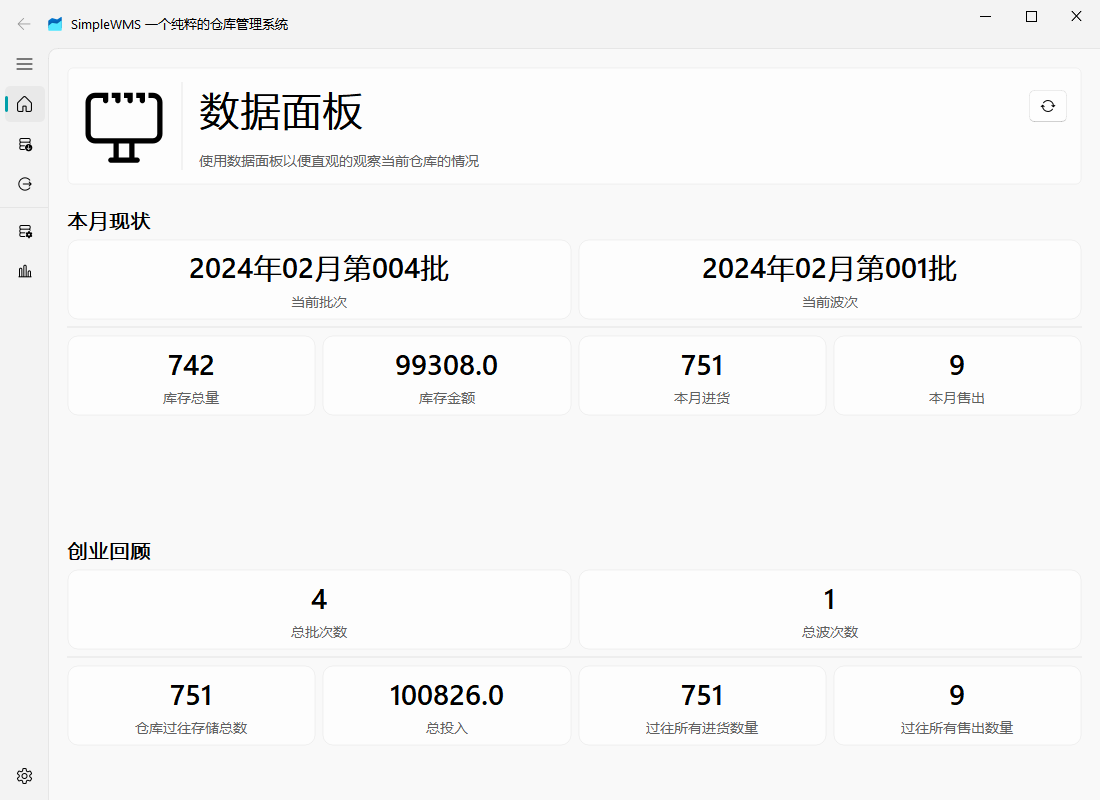 SimpleWMS 一个纯粹的仓库管理系统
数据面板
使用数据面板以便直观的观察当前仓库的情况
本月现状
2024年02月第004批
当前批次
2024年02月第001批
当前波次
742
库存总量
99308.0
库存金额
751
本月进货
9
本月售出
创业回顾
4
总批次数
1
总波次数
751
仓库过往存储总数
100826.0
总投入
751
过往所有进货数量
9
过往所有售出数量